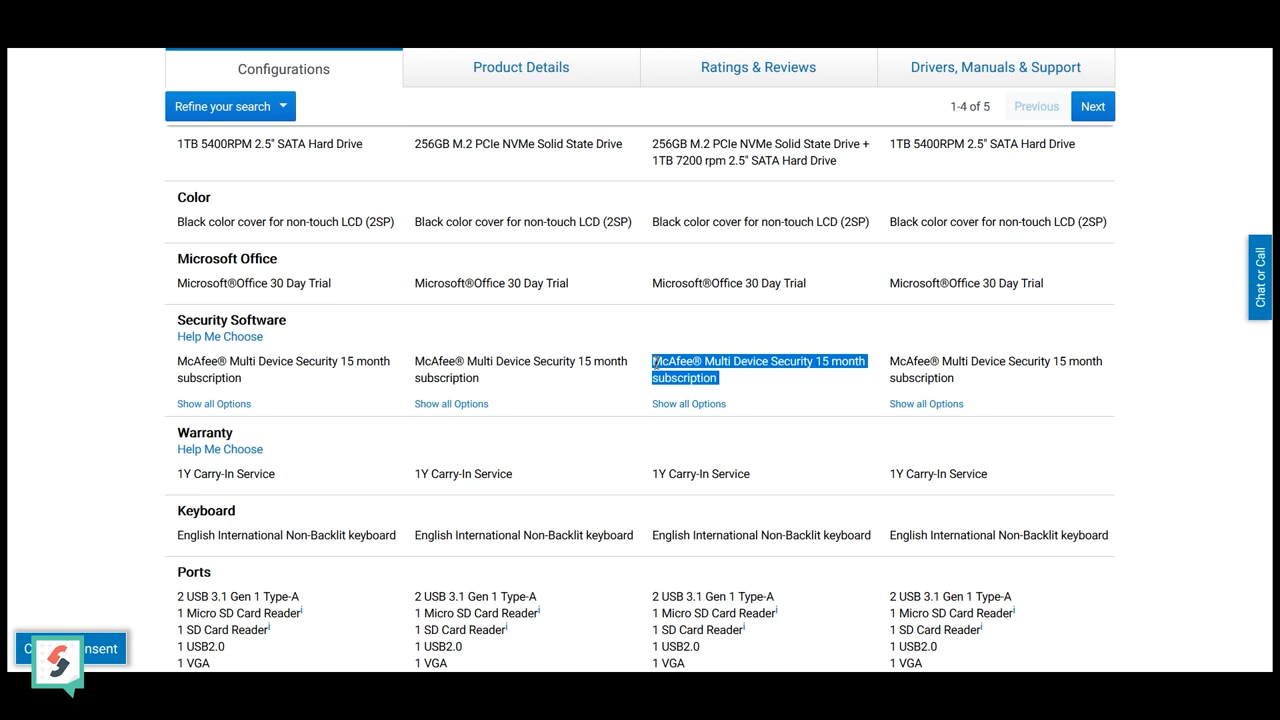 Configurations
Product Details
Ratings & Reviews
Drivers, Manuals & Support
Refine your search
1-4 of 5
Previous
Next
1TB 5400RPM 2.5" SATA Hard Drive
256GB M.2 PCIe NVMe Solid State Drive
256GB M.2 PCIe NVMe Solid State Drive +
1TB 7200 rpm 2.5" SATA Hard Drive
1TB 5400RPM 2.5" SATA Hard Drive
Color
Black color cover for non-touch LCD (2SP)
Black color cover for non-touch LCD (2SP)
Black color cover for non-touch LCD (2SP)
Black color cover for non-touch LCD (2SP)
Chat or Call
Microsoft Office
Microsoft®Office 30 Day Trial
Microsoft®Office 30 Day Trial
Microsoft®Office 30 Day Trial
Microsoft®Office 30 Day Trial
Security Software
Help Me Choose
McAfee® Multi Device Security 15 month
subscription
McAfee® Multi Device Security 15 month
subscription
McAfee® Multi Device Security 15 month
subscription
McAfee® Multi Device Security 15 month
subscription
Show all Options
Show all Options
Show all Options
Show all Options
Warranty
Help Me Choose
1Y Carry-In Service
1Y Carry-In Service
1Y Carry-In Service
1Y Carry-In Service
Keyboard
English International Non-Backlit keyboard
English International Non-Backlit keyboard
English International Non-Backlit keyboard
English International Non-Backlit keyboard
Ports
2 USB 3.1 Gen 1 Type-A
1 Micro SD Card Readeri
1 SD Card Readeri
1 USB2.0
1 VGA
2 USB 3.1 Gen 1 Type-A
1 Micro SD Card Readeri
1 SD Card Readeri
1 USB2.0
1 VGA
2 USB 3.1 Gen 1 Type-A
1 Micro SD Card Readeri
1 SD Card Readeri
1 USB2.0
1 VGA
2 USB 3.1 Gen 1 Type-A
1 Micro SD Card Readeri
1 SD Card Readeri
1 USB2.0
1 VGA